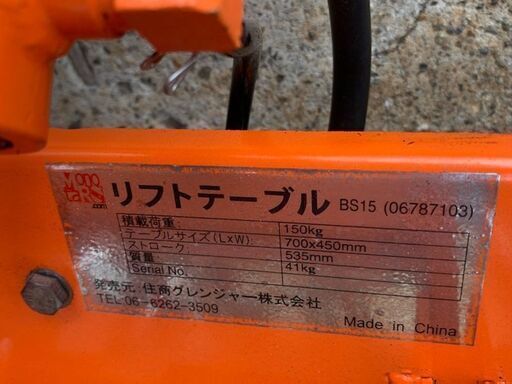 MonotaRO.com
リフトテーブル BS15 (06787103)
積載荷重: 150kg
テーブルサイズ(LxW) 700x450mm
ストローク: 535mm
質量 41kg
Serial No.
発売元: 住商グレンジャー株式会社
TEL:06-6262-3509
Made in China